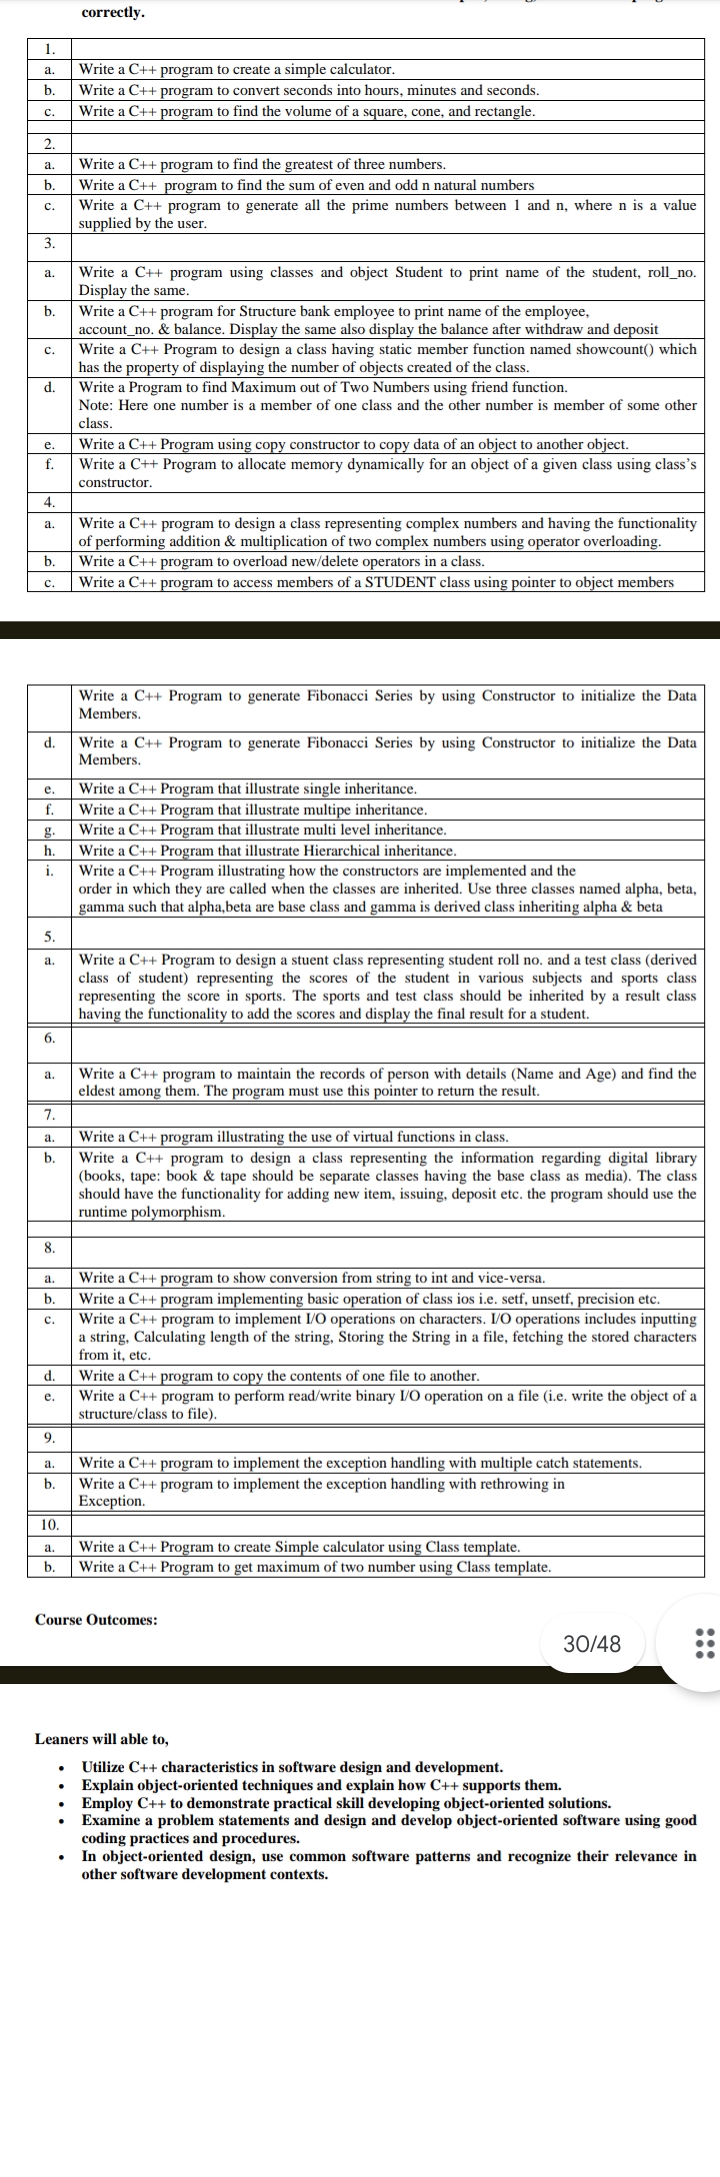 correctly.
1.
a. Write a C++ program to create a simple calculator.
b. Write a C++ program to convert seconds into hours, minutes and seconds.
c. Write a C++ program to find the volume of a square, cone, and rectangle.
2.
a. Write a C++ program to find the greatest of three numbers.
b. Write a C++ program to find the sum of even and odd n natural numbers
c. Write a C++ program to generate all the prime numbers between 1 and n, where n is a value
supplied by the user.
3.
a. Write a C++ program using classes and object Student to print name of the student, roll_no.
Display the same.
b. Write a C++ program for Structure bank employee to print name of the employee,
account_no. & balance. Display the same also display the balance after withdraw and deposit
c. Write a C++ Program to design a class having static member function named showcount() which
has the property of displaying the number of objects created of the class.
d. Write a Program to find Maximum out of Two Numbers using friend function.
Note: Here one number is a member of one class and the other number is member of some other
class.
e. Write a C++ Program using copy constructor to copy data of an object to another object.
f. Write a C++ Program to allocate memory dynamically for an object of a given class using class's
constructor.
4.
a. Write a C++ program to design a class representing complex numbers and having the functionality
of performing addition & multiplication of two complex numbers using operator overloading.
b. Write a C++ program to overload new/delete operators in a class.
c. Write a C++ program to access members of a STUDENT class using pointer to object members
Write a C++ Program to generate Fibonacci Series by using Constructor to initialize the Data
Members.
d. Write a C++ Program to generate Fibonacci Series by using Constructor to initialize the Data
Members.
e. Write a C++ Program that illustrate single inheritance.
f. Write a C++ Program that illustrate multipe inheritance.
g. Write a C++ Program that illustrate multi level inheritance.
h. Write a C++ Program that illustrate Hierarchical inheritance.
i. Write a C++ Program illustrating how the constructors are implemented and the
order in which they are called when the classes are inherited. Use three classes named alpha, beta,
gamma such that alpha,beta are base class and gamma is derived class inheriting alpha & beta
5.
a. Write a C++ Program to design a stuent class representing student roll no. and a test class (derived
class of student) representing the scores of the student in various subjects and sports class
representing the score in sports. The sports and test class should be inherited by a result class
having the functionality to add the scores and display the final result for a student.
6.
a. Write a C++ program to maintain the records of person with details (Name and Age) and find the
eldest among them. The program must use this pointer to return the result.
7.
a. Write a C++ program illustrating the use of virtual functions in class.
b. Write a C++ program to design a class representing the information regarding digital library
(books, tape: book & tape should be separate classes having the base class as media). The class
should have the functionality for adding new item, issuing, deposit etc. the program should use the
runtime polymorphism.
8.
a. Write a C++ program to show conversion from string to int and vice-versa.
b. Write a C++ program implementing basic operation of class ios i.e. setf, unsetf, precision etc.
c. Write a C++ program to implement I/O operations on characters. I/O operations includes inputting
a string, Calculating length of the string, Storing the String in a file, fetching the stored characters
from it, etc.
d. Write a C++ program to copy the contents of one file to another.
e. Write a C++ program to perform read/write binary I/O operation on a file (i.e. write the object of a
structure/class to file).
9.
a. Write a C++ program to implement the exception handling with multiple catch statements.
b. Write a C++ program to implement the exception handling with rethrowing in
Exception.
10.
a. Write a C++ Program to create Simple calculator using Class template.
b. Write a C++ Program to get maximum of two number using Class template.
Course Outcomes:
30/48
Leaners will able to,
• Utilize C++ characteristics in software design and development.
• Explain object-oriented techniques and explain how C++ supports them.
• Employ C++ to demonstrate practical skill developing object-oriented solutions.
• Examine a problem statements and design and develop object-oriented software using good
coding practices and procedures.
• In object-oriented design, use common software patterns and recognize their relevance in
other software development contexts.